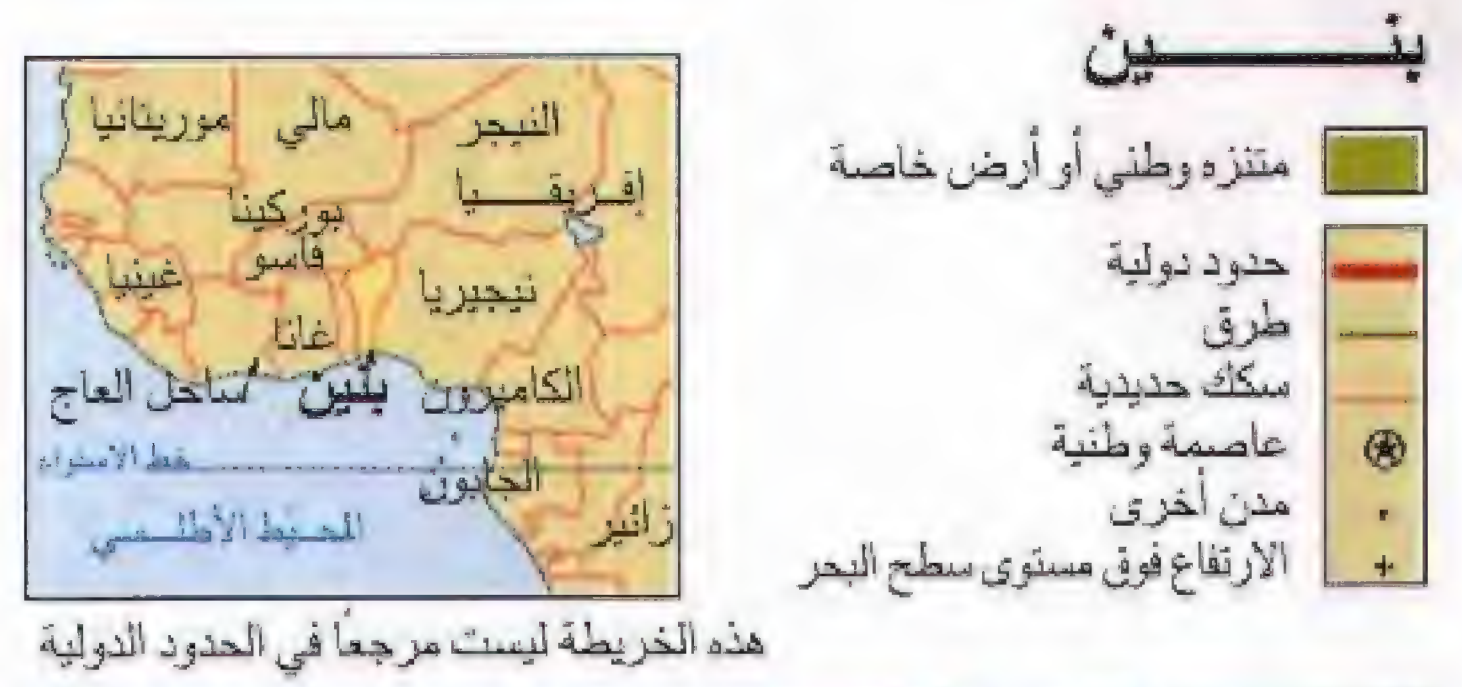 بنــــين
متنزه وطني أو أرض خاصة
حدود دولية
طرق
سكك حديدية
عاصمة وطنية
مدن أخرى
الارتفاع فوق مستوى سطح البحر
موريتانيا
مالي
النيجر
إفريقيا
بوركينا
فاسو
غينيا
نيجيريا
غانا
ساحل العاج
بنين
الكاميرون
خط الاستواء
الجابون
المحيط الأطلسي
زائير
هذه الخريطة ليست مرجعاً في الحدود الدولية